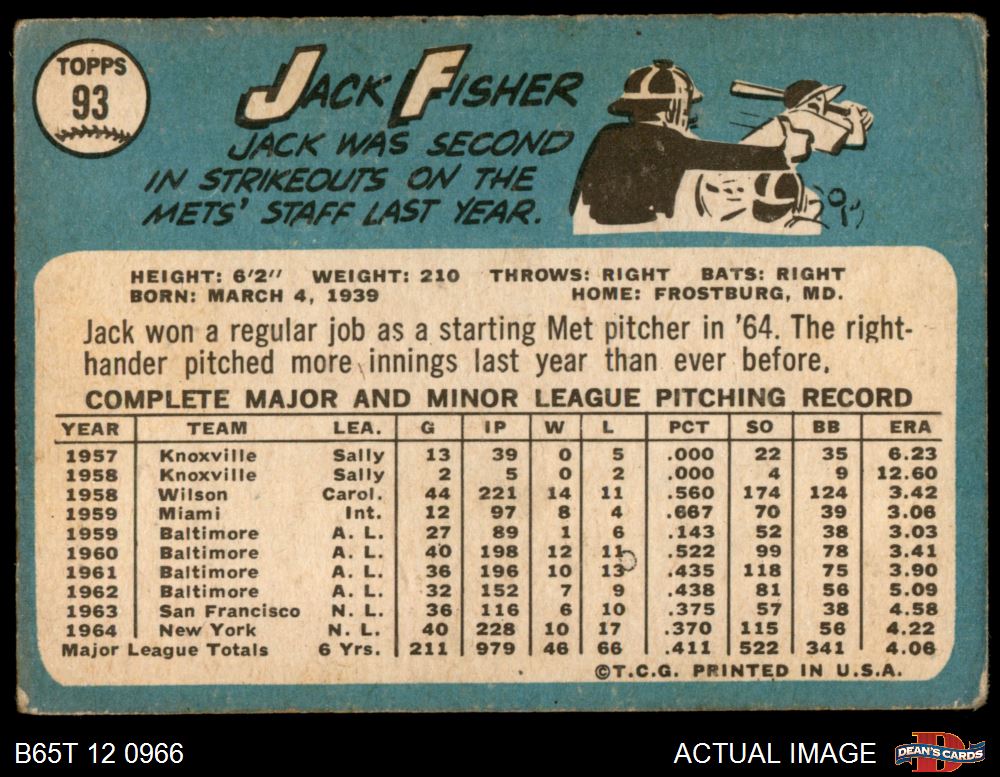 TOPPS
93
JACK FISHER
JACK WAS SECOND
IN STRIKEOUTS ON THE
METS' STAFF LAST YEAR.
HEIGHT: 6'2" WEIGHT: 210 THROWS: RIGHT BATS: RIGHT
BORN: MARCH 4, 1939 HOME: FROSTBURG, MD.
Jack won a regular job as a starting Met pitcher in '64. The right-
hander pitched more innings last year than ever before.
COMPLETE MAJOR AND MINOR LEAGUE PITCHING RECORD
YEAR TEAM LEA. G IP W L PCT SO BB ERA
1957 Knoxville Sally 13 39 0 5 .000 22 35 6.23
1958 Knoxville Sally 2 5 0 2 .000 4 9 12.60
1958 Wilson Carol. 44 221 14 11 .560 174 124 3.42
1959 Miami Int. 12 97 8 4 .667 70 39 3.06
1959 Baltimore A. L. 27 89 1 6 .143 52 38 3.03
1960 Baltimore A. L. 40 198 12 11 .522 99 78 3.41
1961 Baltimore A. L. 36 196 10 13 .435 118 75 3.90
1962 Baltimore A. L. 32 152 7 9 .438 81 56 5.09
1963 San Francisco N. L. 36 116 6 10 .375 57 38 4.58
1964 New York N. L. 40 228 10 17 .370 115 56 4.22
Major League Totals 6 Yrs. 211 979 46 66 .411 522 341 4.06
©T.C.G. PRINTED IN U.S.A.
B65T 12 0966 ACTUAL IMAGE
D
DEAN'S CARDS